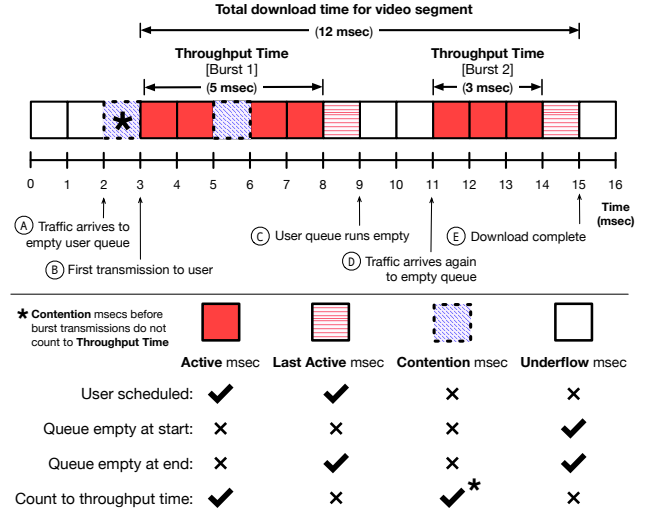 Total download time for video segment
(12 msec)
Throughput Time
[Burst 1]
(5 msec)
Throughput Time
[Burst 2]
(3 msec)
*
0 1 2 3 4 5 6 7 8 9 10 11 12 13 14 15 16
Time
(msec)
A Traffic arrives to
empty user queue
B First transmission to user
C User queue runs empty
D Traffic arrives again
to empty queue
E Download complete
* Contention msecs before
burst transmissions do not
count to Throughput Time
Active msec Last Active msec Contention msec Underflow msec
User scheduled: ✔ ✔ × ×
Queue empty at start: × × × ✔
Queue empty at end: × ✔ × ✔
Count to throughput time: ✔ × ✔* ×